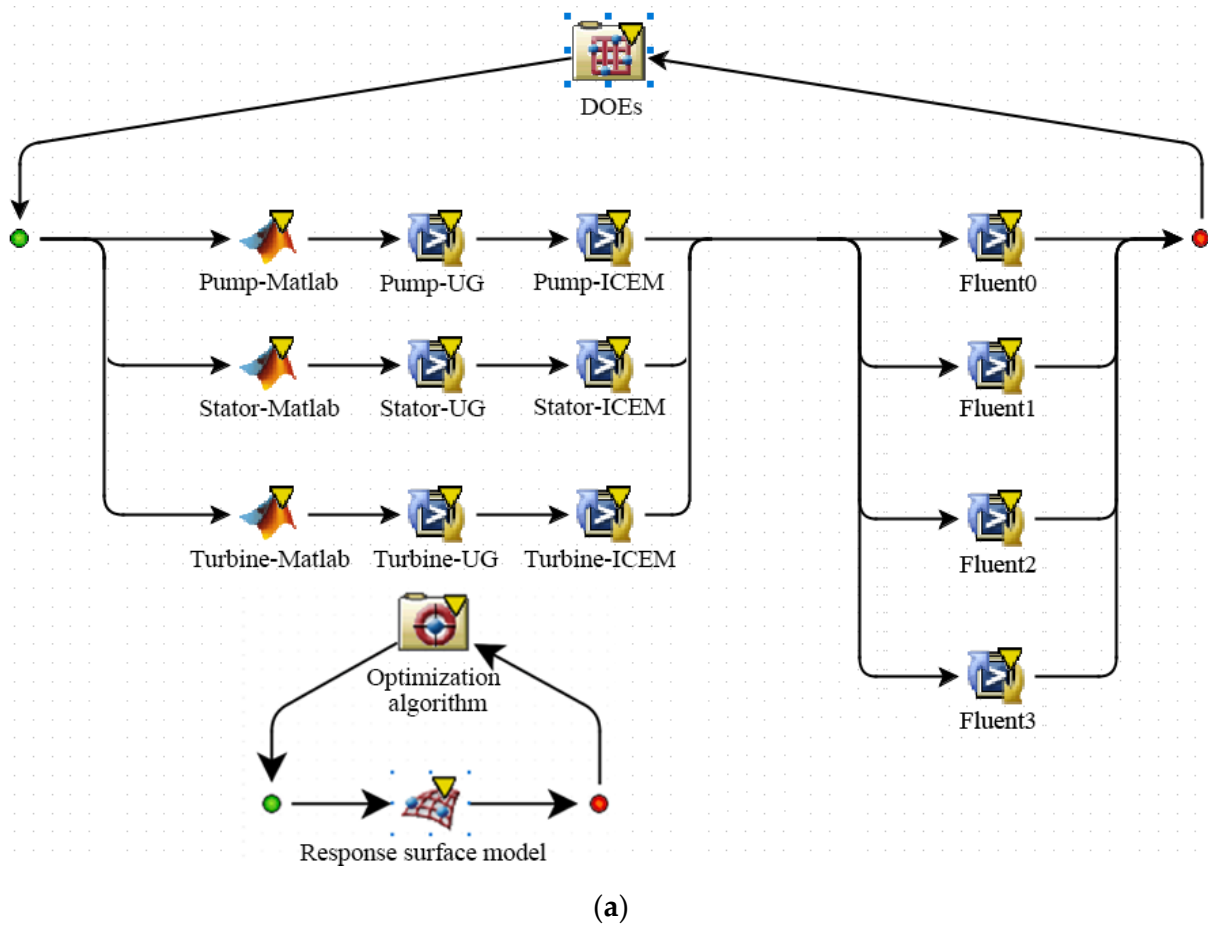 DOEs
Pump-Matlab
Pump-UG
Pump-ICEM
Fluent0
Stator-Matlab
Stator-UG
Stator-ICEM
Fluent1
Turbine-Matlab
Turbine-UG
Turbine-ICEM
Fluent2
Optimization
algorithm
Fluent3
Response surface model
(a)